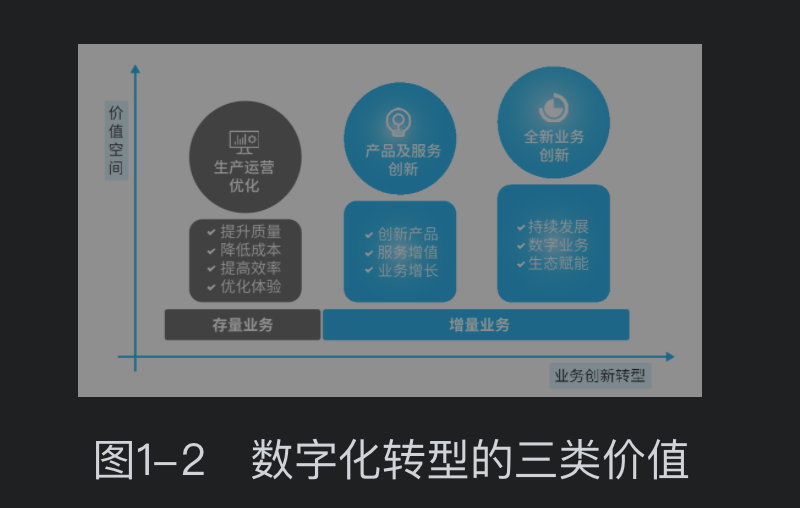 价值空间
生产运营
优化
提升质量
降低成本
提高效率
优化体验
产品及服务
创新
创新产品
服务增值
业务增长
全新业务
创新
持续发展
数字业务
生态赋能
存量业务
增量业务
业务创新转型
图1-2 数字化转型的三类价值